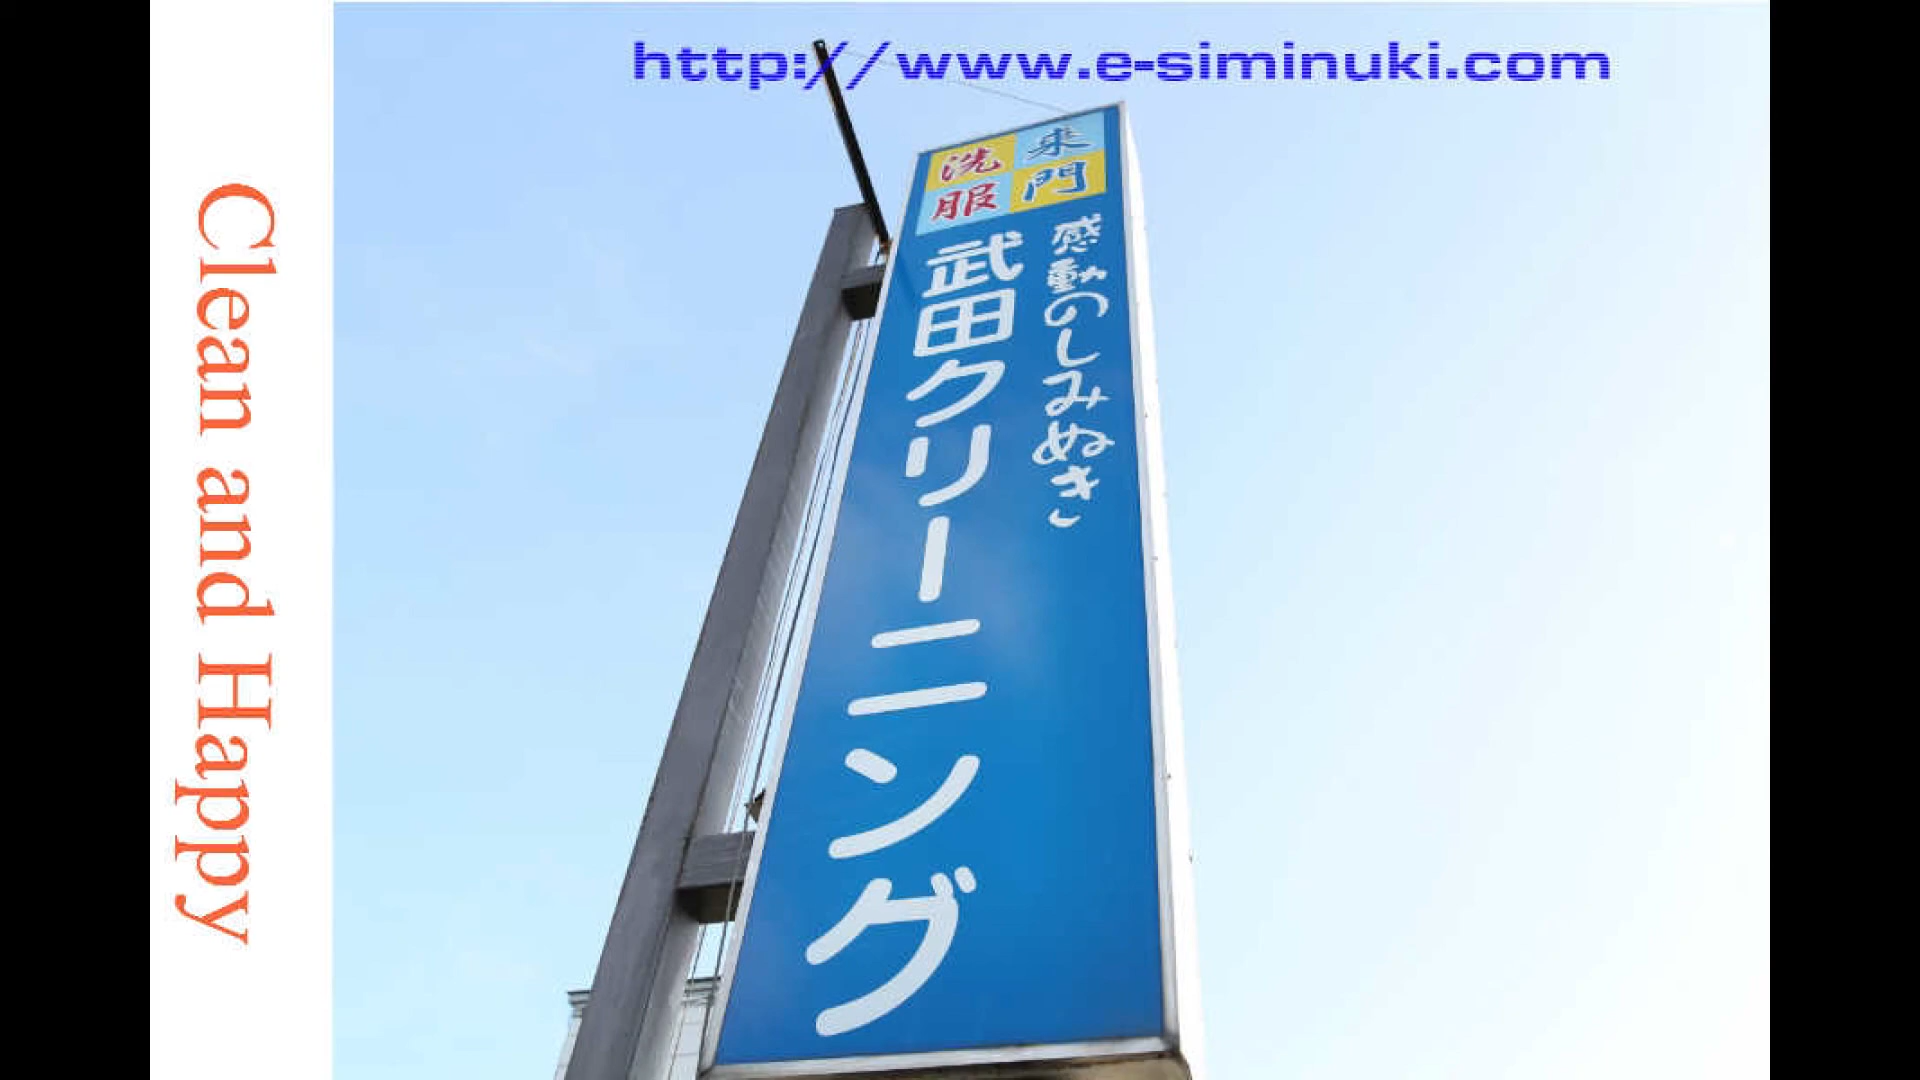 http://www.e-siminuki.com
Clean and Happy
洗来
服門
感動のしみぬき」
武田クリーニング